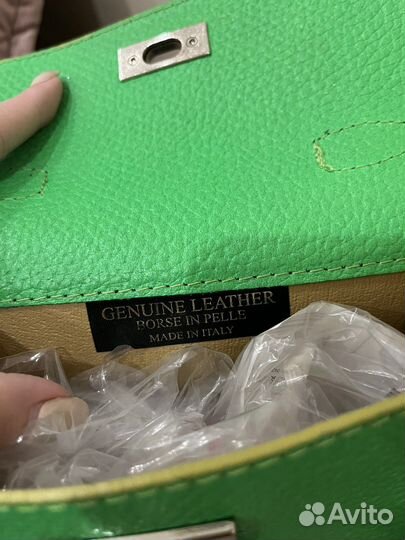 GENUINE LEATHER
BORSE IN PELLE
MADE IN ITALY
Avito